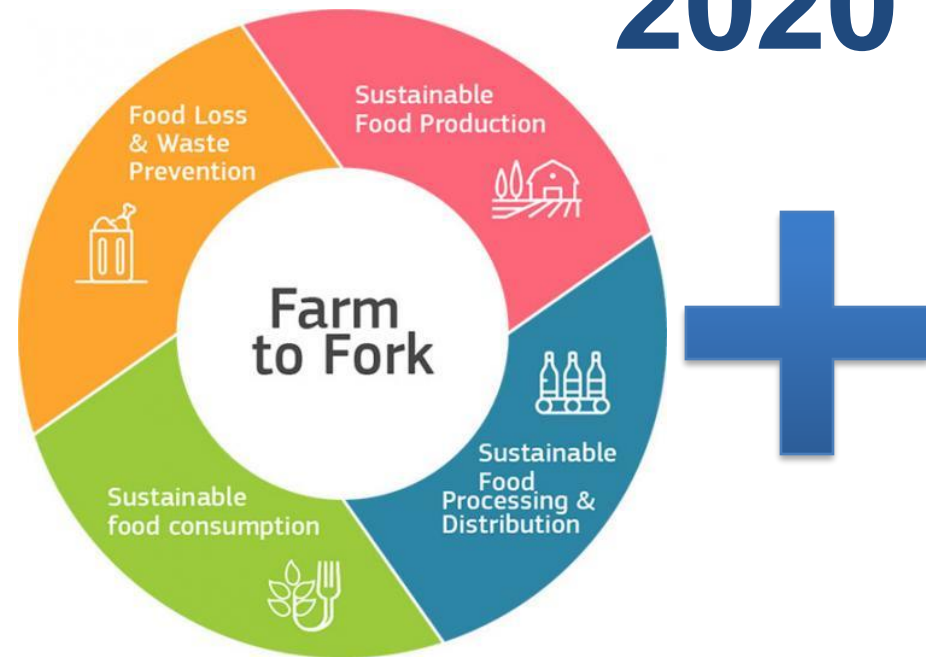 2020
Food Loss
& Waste
Prevention
Sustainable
Food Production
Farm
to Fork
Sustainable
Food
Processing &
Distribution
Sustainable
food consumption